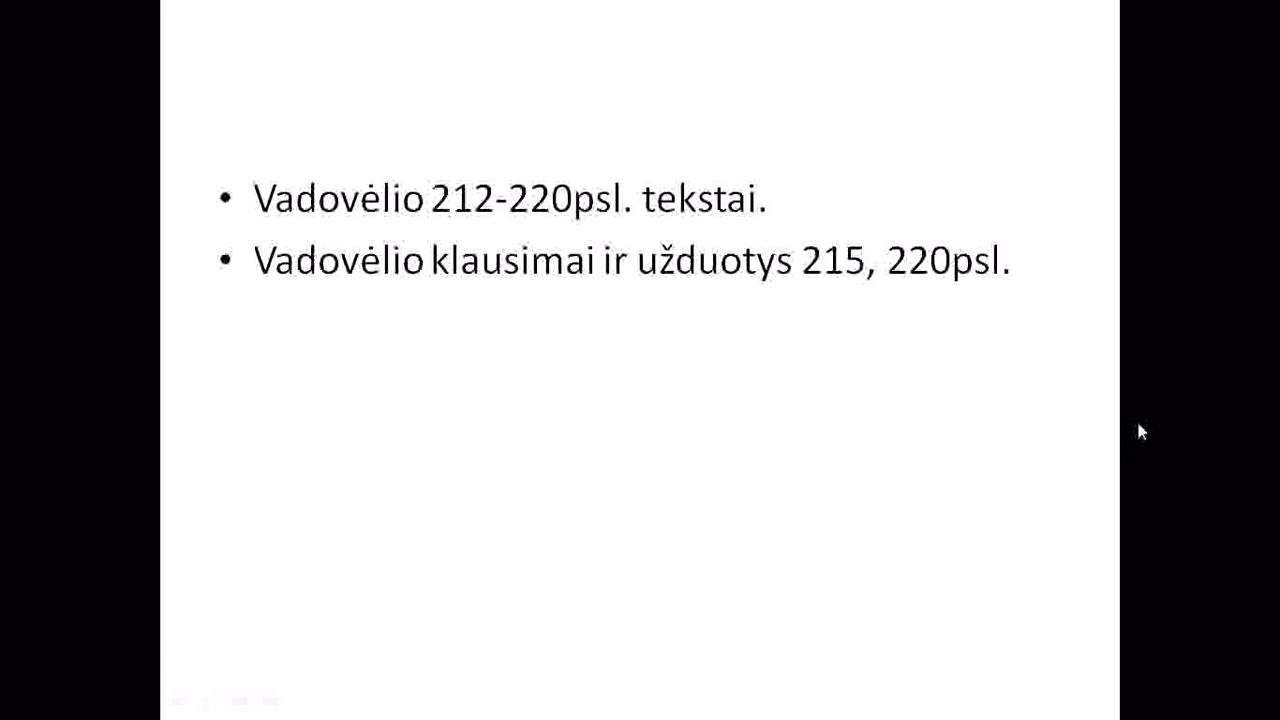 • Vadovėlio 212-220psl. tekstai.
• Vadovėlio klausimai ir užduotys 215, 220psl.